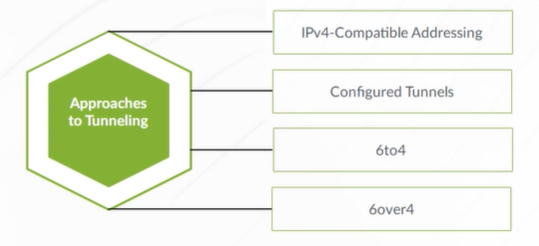 Approaches
to Tunneling
IPv4-Compatible Addressing
Configured Tunnels
6to4
6over4